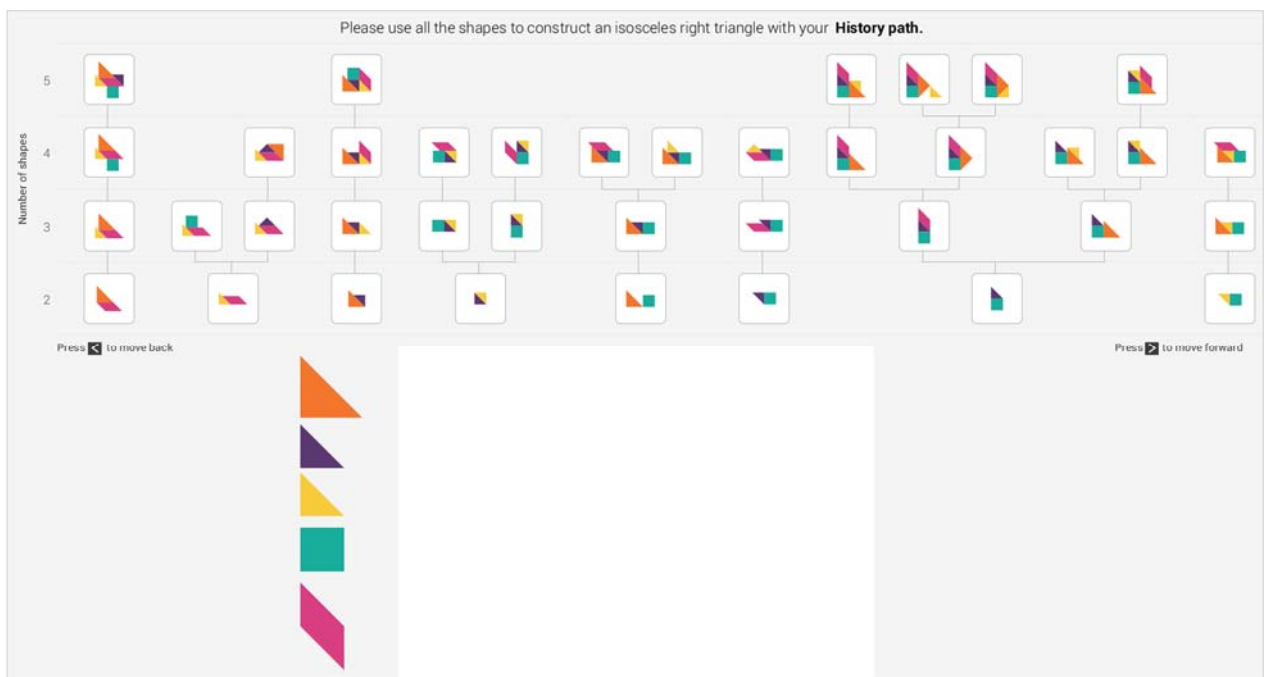 Please use all the shapes to construct an isosceles right triangle with your History path.
5
4
Number of shapes
3
2
Press < to move back
Press > to move forward